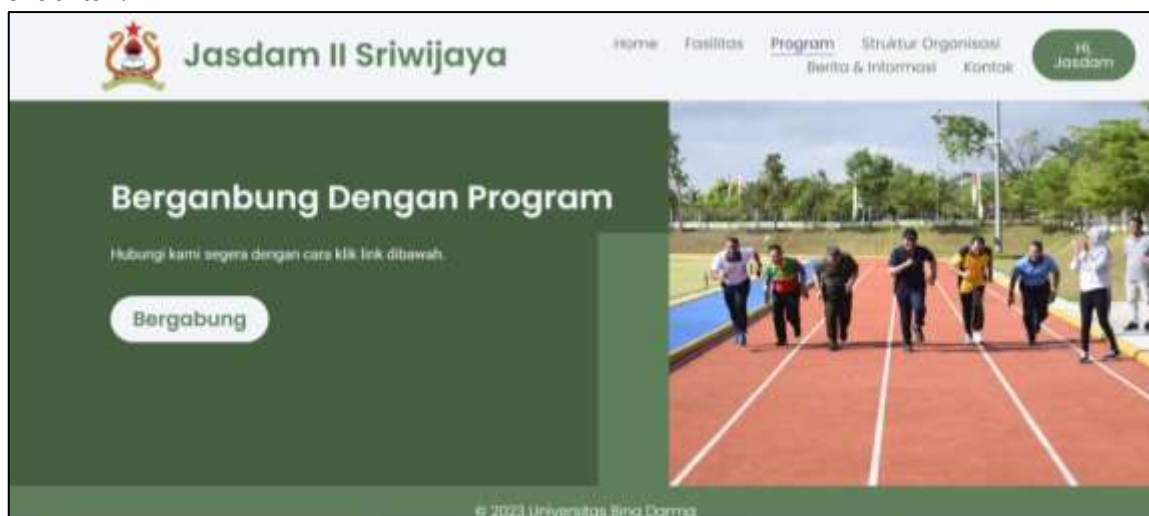 Jasdam II Sriwijaya
Home Fasilitas Program Struktur Organisasi
Berita & Informasi Kontak
Hi,
Jasdam
Berganbung Dengan Program
Hubungi kami segera dengan cara klik link dibawah.
Bergabung
© 2023 Universitas Bina Darma